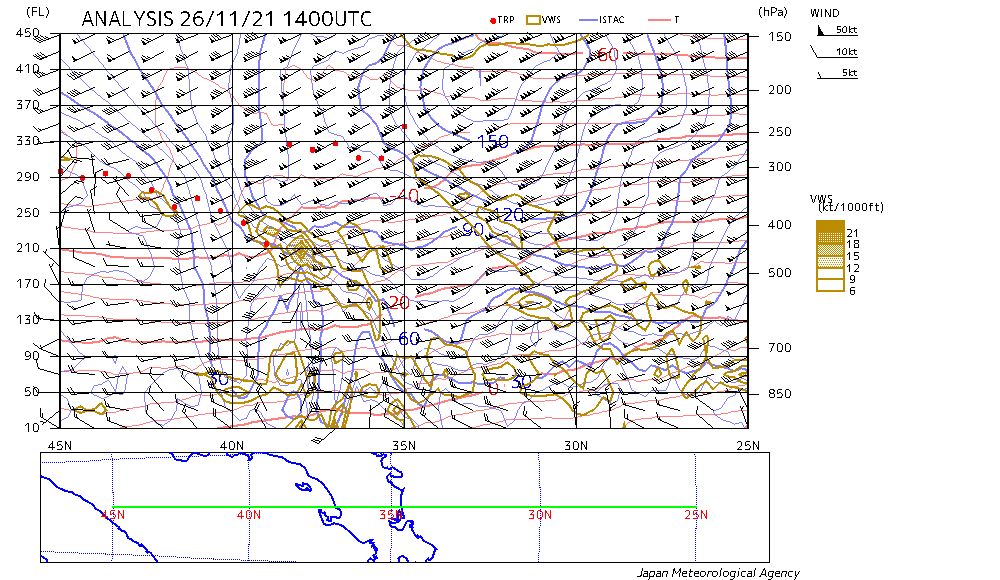 (FL) ANALYSIS 26/11/21 1400UTC TRP VWS ISTAC T (hPa) WIND
450 150 50kt
410 -60 10kt
370 200 5kt
330 150 250
290 300
250 -40 120 VWS
210 90 400 (kt/1000ft)
170 500 21
130 -20 18
90 60 700 15
50 30 0 30 850 12
10 9
45N 40N 35N 30N 25N 6
45N 40N 35N 30N 25N
Japan Meteorological Agency